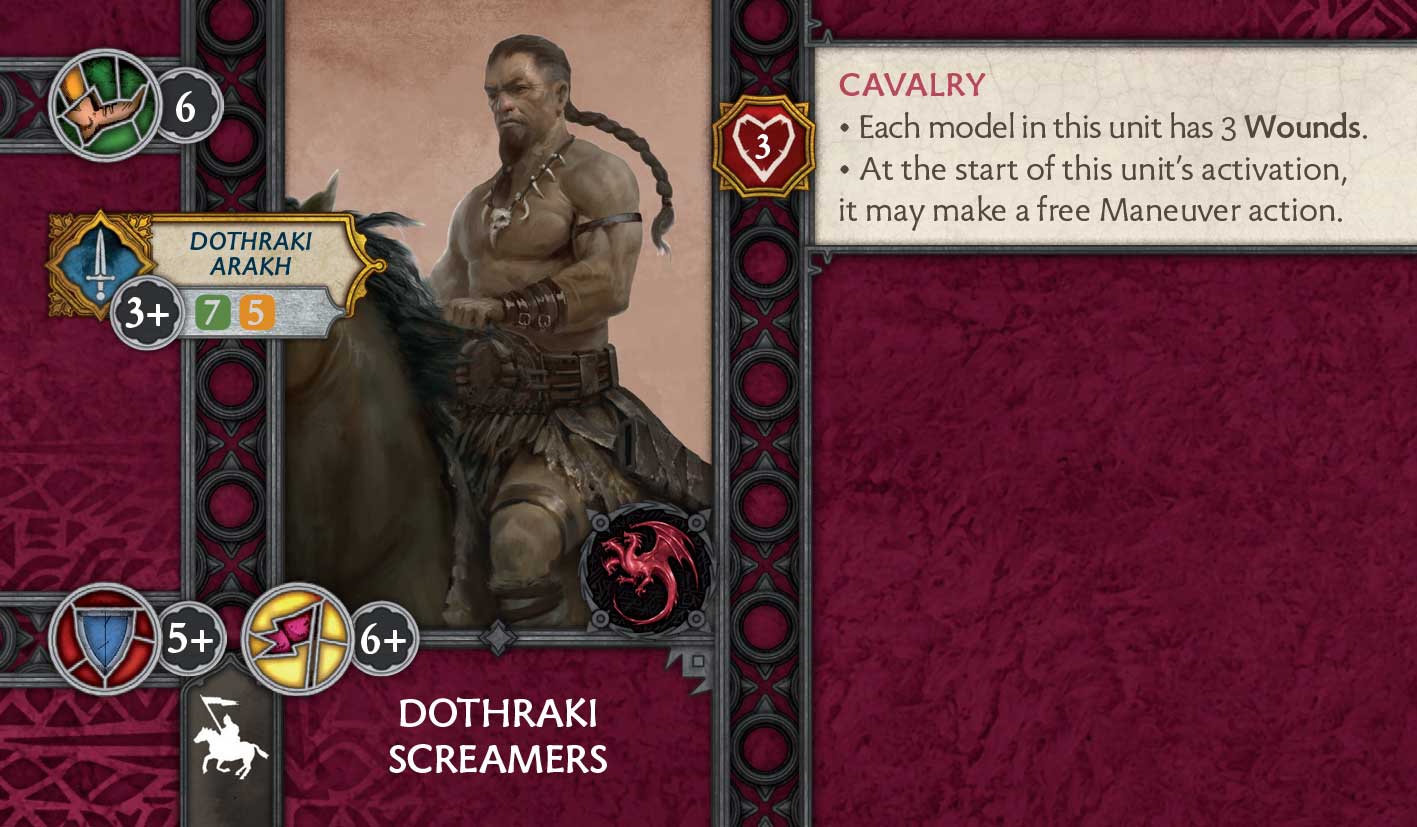 6
DOTHRAKI
ARAKH
3+ 7 5
5+ 6+
DOTHRAKI
SCREAMERS
3
CAVALRY
• Each model in this unit has 3 Wounds.
• At the start of this unit’s activation,
it may make a free Maneuver action.